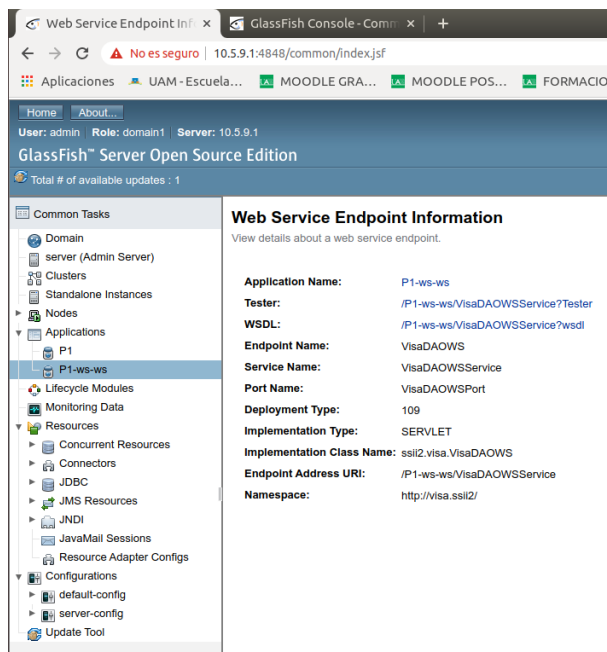 Web Service Endpoint Inf
GlassFish Console - Comm
No es seguro
10.5.9.1:4848/common/index.jsf
Aplicaciones
UAM - Escuela...
MOODLE GRA...
MOODLE POS...
FORMACIO
Home
About...
User: admin
Role: domain1
Server: 10.5.9.1
GlassFish™ Server Open Source Edition
Total # of available updates : 1
Common Tasks
Domain
server (Admin Server)
Clusters
Standalone Instances
Nodes
Applications
P1
P1-ws-ws
Lifecycle Modules
Monitoring Data
Resources
Concurrent Resources
Connectors
JDBC
JMS Resources
JNDI
JavaMail Sessions
Resource Adapter Configs
Configurations
default-config
server-config
Update Tool
Web Service Endpoint Information
View details about a web service endpoint.
Application Name: P1-ws-ws
Tester: /P1-ws-ws/VisaDAOWSService?Tester
WSDL: /P1-ws-ws/VisaDAOWSService?wsdl
Endpoint Name: VisaDAOWS
Service Name: VisaDAOWSService
Port Name: VisaDAOWSPort
Deployment Type: 109
Implementation Type: SERVLET
Implementation Class Name: ssii2.visa.VisaDAOWS
Endpoint Address URI: /P1-ws-ws/VisaDAOWSService
Namespace: http://visa.ssii2/